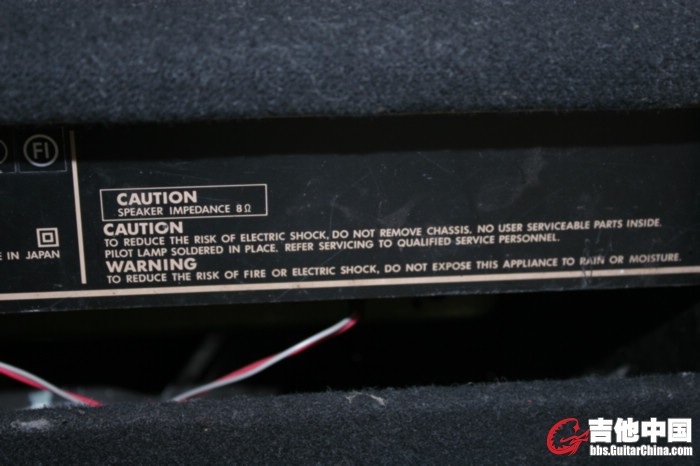 FI
E IN JAPAN
CAUTION
SPEAKER IMPEDANCE 8Ω
CAUTION
TO REDUCE THE RISK OF ELECTRIC SHOCK, DO NOT REMOVE CHASSIS. NO USER SERVICEABLE PARTS INSIDE.
PILOT LAMP SOLDERED IN PLACE. REFER SERVICING TO QUALIFIED SERVICE PERSONNEL.
WARNING
TO REDUCE THE RISK OF FIRE OR ELECTRIC SHOCK, DO NOT EXPOSE THIS APPLIANCE TO RAIN OR MOISTURE.
吉他中国
bbs.GuitarChina.com